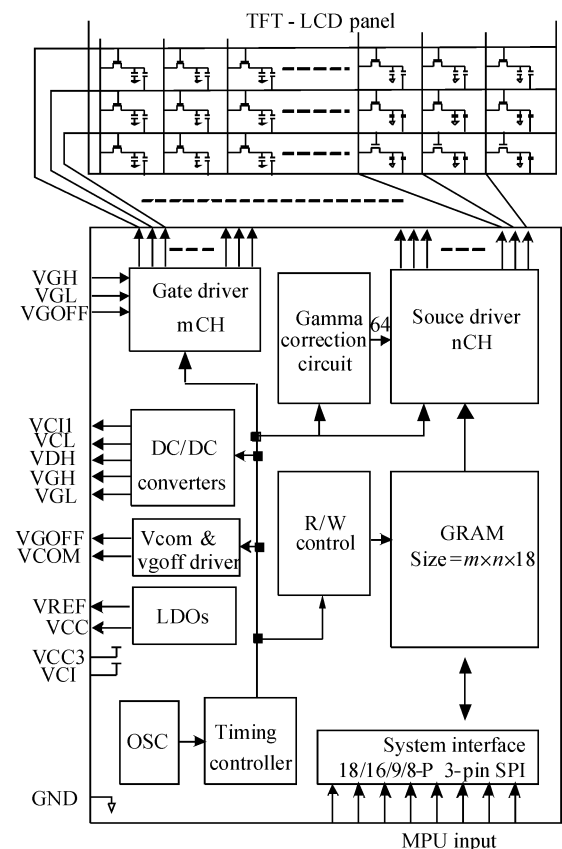 TFT - LCD panel
VGH
VGL
VGOFF
Gate driver
mCH
Gamma
correction
circuit
64
Souce driver
nCH
VCI1
VCL
VDH
VGH
VGL
DC/DC
converters
R/W
control
GRAM
Size=m×n×18
VGOFF
VCOM
Vcom &
vgoff driver
VREF
VCC
LDOs
VCC3
VCI
OSC
Timing
controller
System interface
18/16/9/8-P 3-pin SPI
GND
MPU input